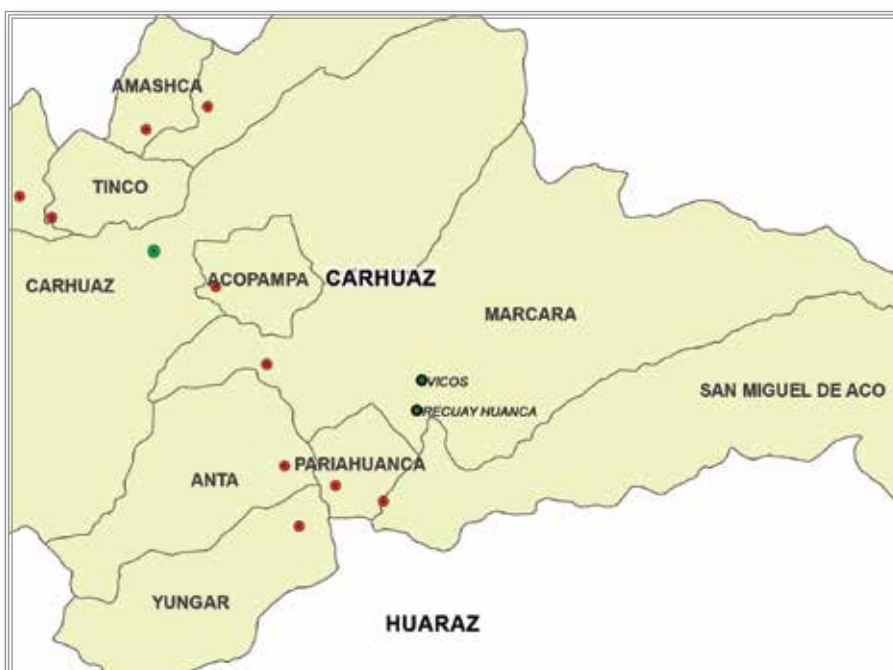 AMASHCA
TINCO
CARHUAZ
ACOPAMPA
CARHUAZ
MARCARA
VICOS
RECUAY HUANCA
SAN MIGUEL DE ACO
PARIAHUANCA
ANTA
YUNGAR
HUARAZ